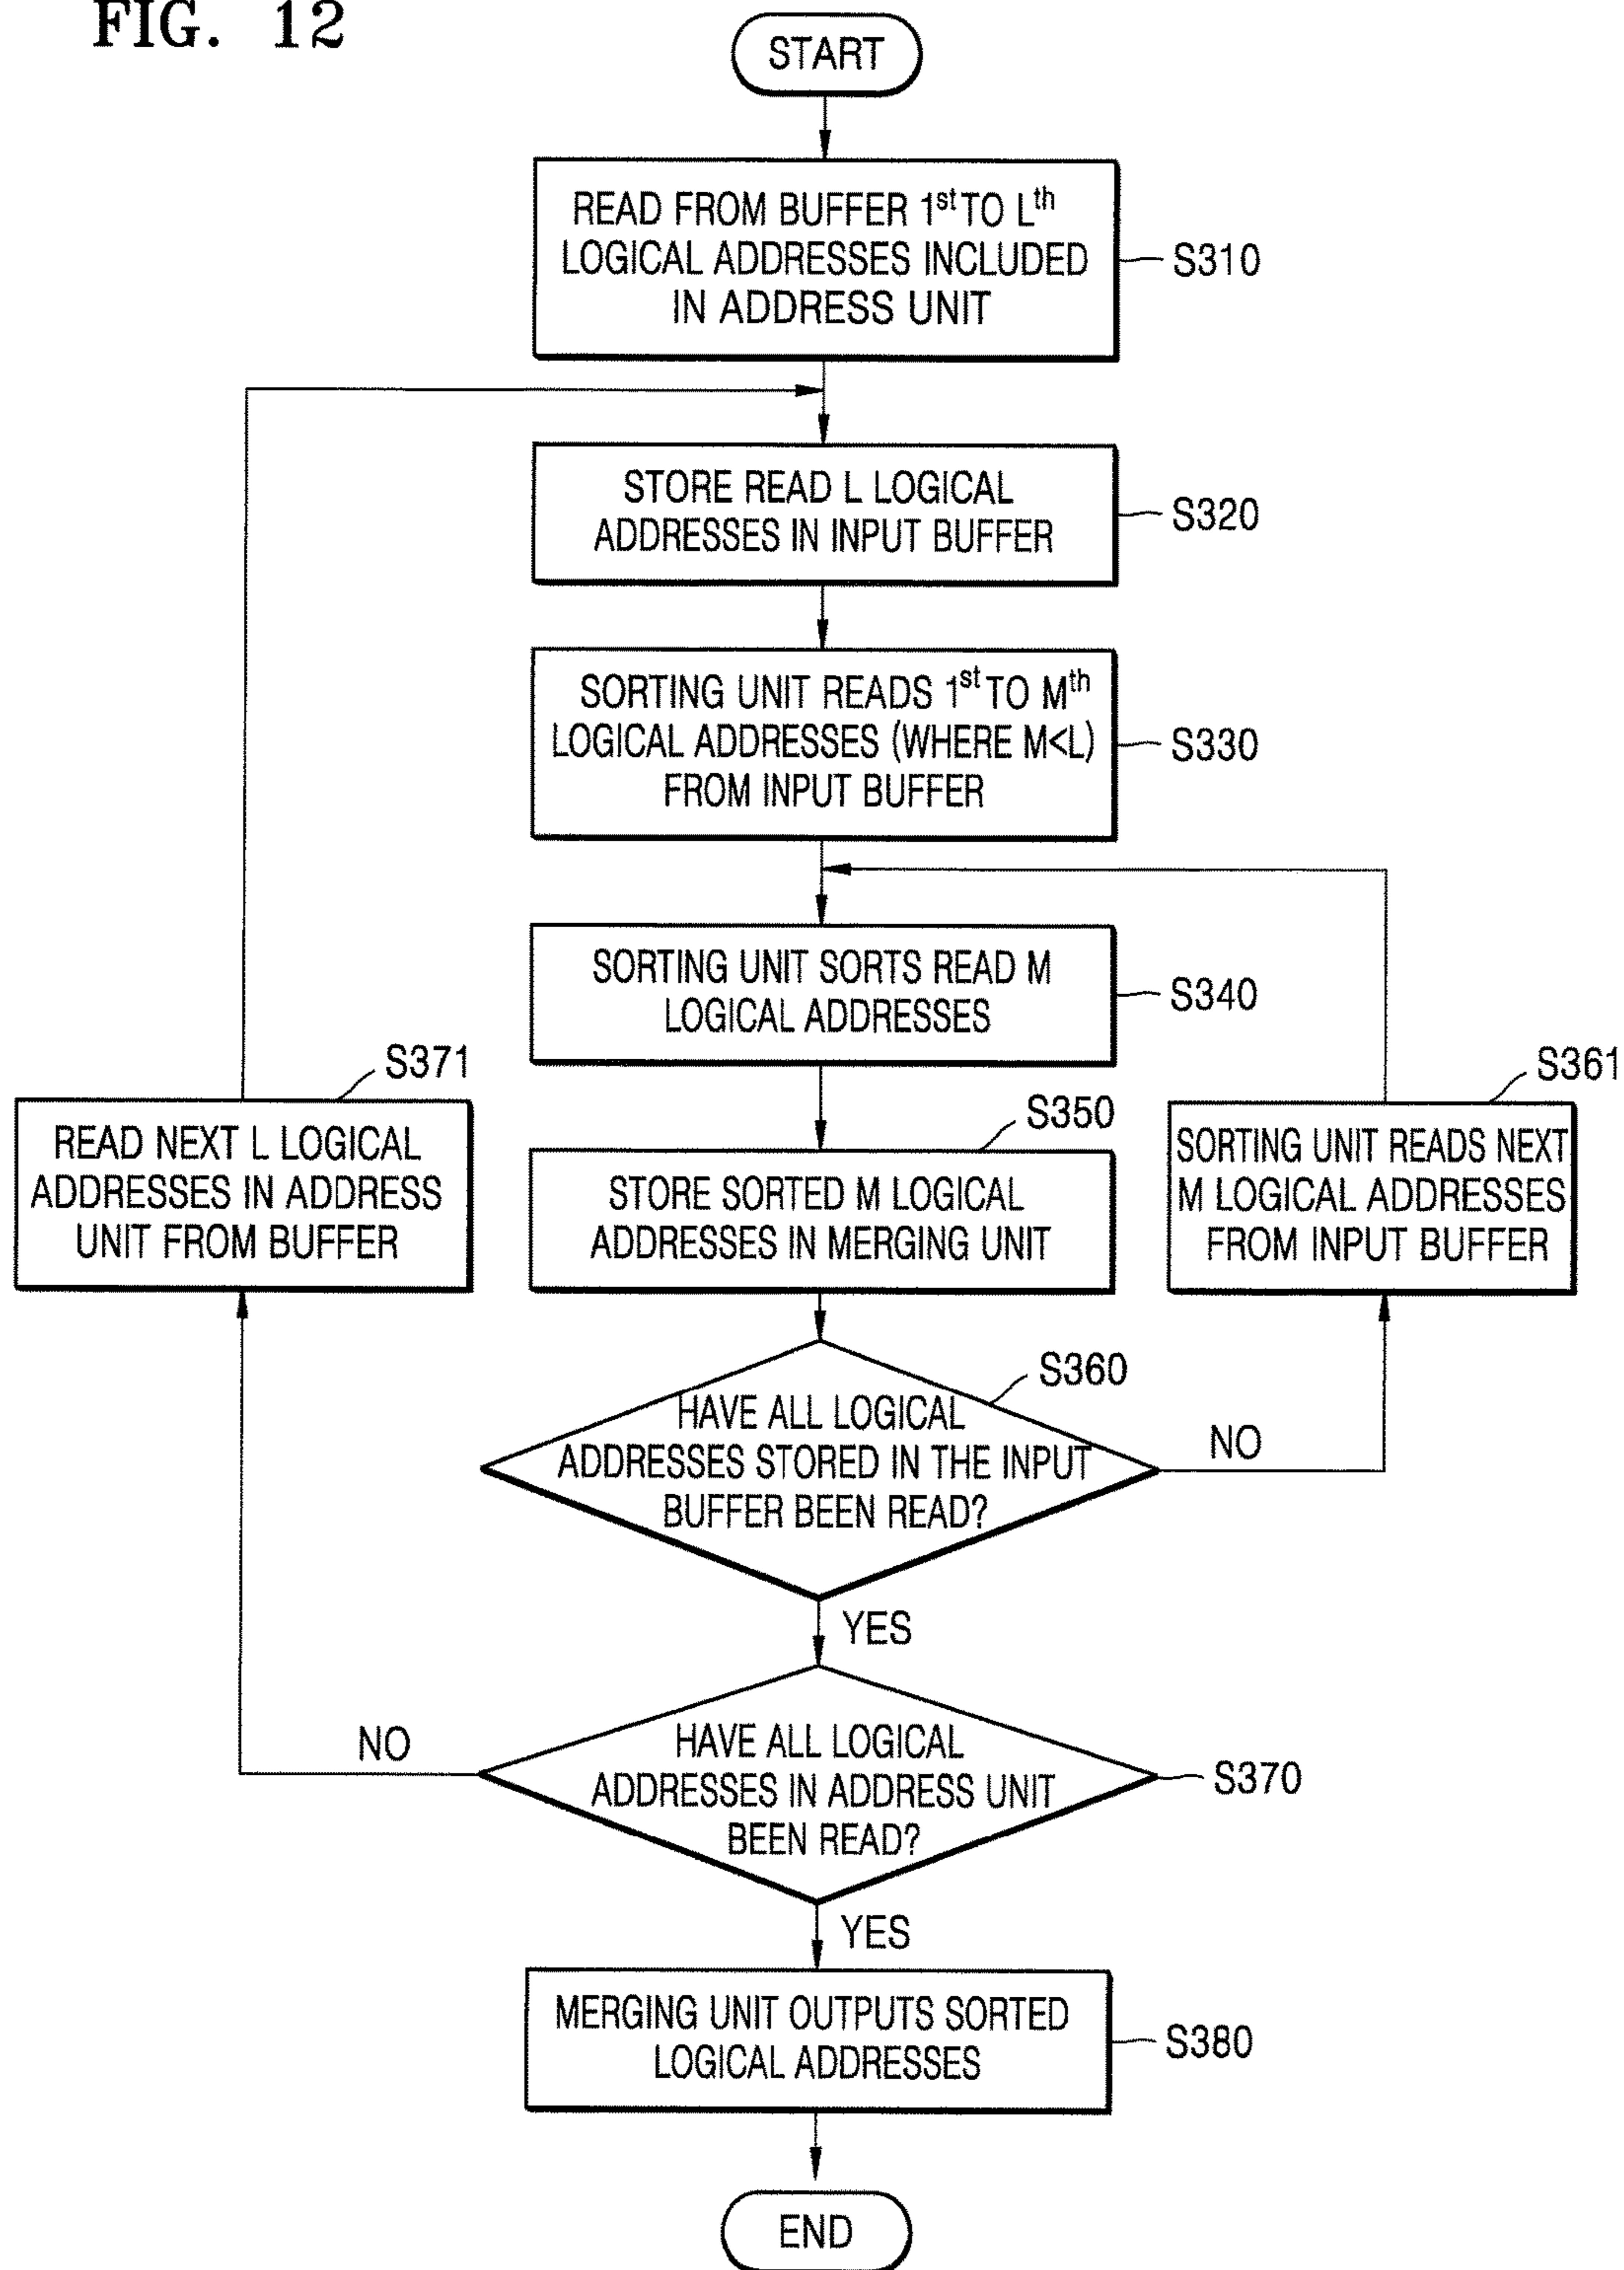 FIG. 12
START
READ FROM BUFFER 1st TO Lth
LOGICAL ADDRESSES INCLUDED
IN ADDRESS UNIT
S310
STORE READ L LOGICAL
ADDRESSES IN INPUT BUFFER
S320
SORTING UNIT READS 1st TO Mth
LOGICAL ADDRESSES (WHERE M<L)
FROM INPUT BUFFER
S330
SORTING UNIT SORTS READ M
LOGICAL ADDRESSES
S340
S371
READ NEXT L LOGICAL
ADDRESSES IN ADDRESS
UNIT FROM BUFFER
S350
STORE SORTED M LOGICAL
ADDRESSES IN MERGING UNIT
S361
SORTING UNIT READS NEXT
M LOGICAL ADDRESSES
FROM INPUT BUFFER
S360
HAVE ALL LOGICAL
ADDRESSES STORED IN THE INPUT
BUFFER BEEN READ?
NO
YES
NO
HAVE ALL LOGICAL
ADDRESSES IN ADDRESS UNIT
BEEN READ?
S370
YES
MERGING UNIT OUTPUTS SORTED
LOGICAL ADDRESSES
S380
END